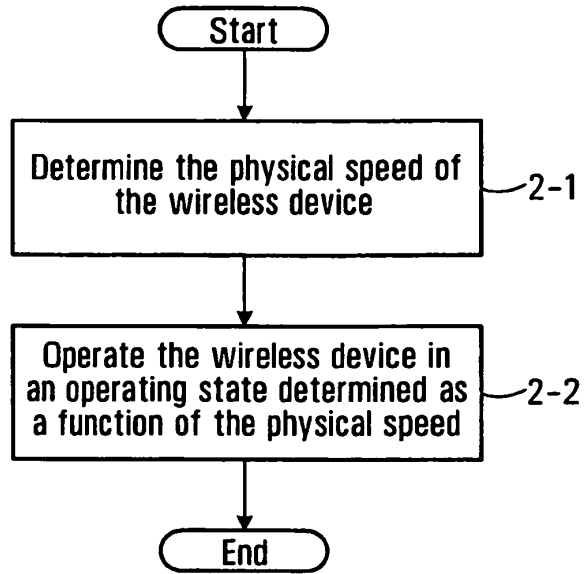 Start
Determine the physical speed of
the wireless device
2-1
Operate the wireless device in
an operating state determined as
a function of the physical speed
2-2
End